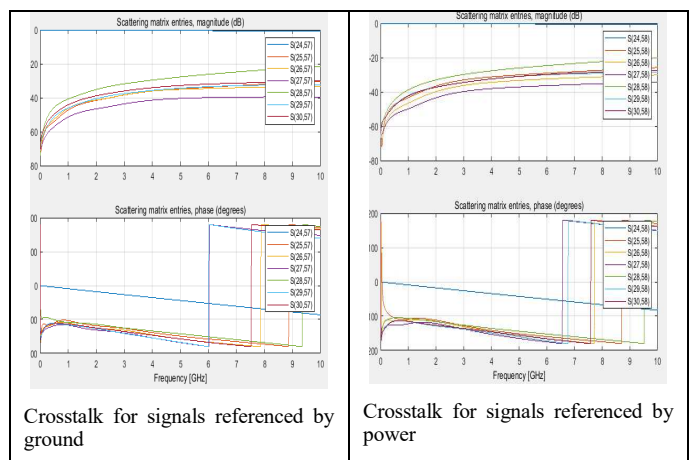 Scattering matrix entries, magnitude (dB)
0
20
40
60
80
0 1 2 3 4 5 6 7 8 9 10
S(24,57)
S(25,57)
S(26,57)
S(27,57)
S(28,57)
S(29,57)
S(30,57)
Scattering matrix entries, phase (degrees)
00
00
0
00
00
0 1 2 3 4 5 6 7 8 9 10
Frequency [GHz]
S(24,57)
S(25,57)
S(26,57)
S(27,57)
S(28,57)
S(29,57)
S(30,57)
Crosstalk for signals referenced by
ground
Scattering matrix entries, magnitude (dB)
0
-20
-40
-60
-80
0 1 2 3 4 5 6 7 8 9 10
S(24,58)
S(25,58)
S(26,58)
S(27,58)
S(28,58)
S(29,58)
S(30,58)
Scattering matrix entries, phase (degrees)
200
100
0
100
200
0 1 2 3 4 5 6 7 8 9 10
Frequency [GHz]
S(24,58)
S(25,58)
S(26,58)
S(27,58)
S(28,58)
S(29,58)
S(30,58)
Crosstalk for signals referenced by
power